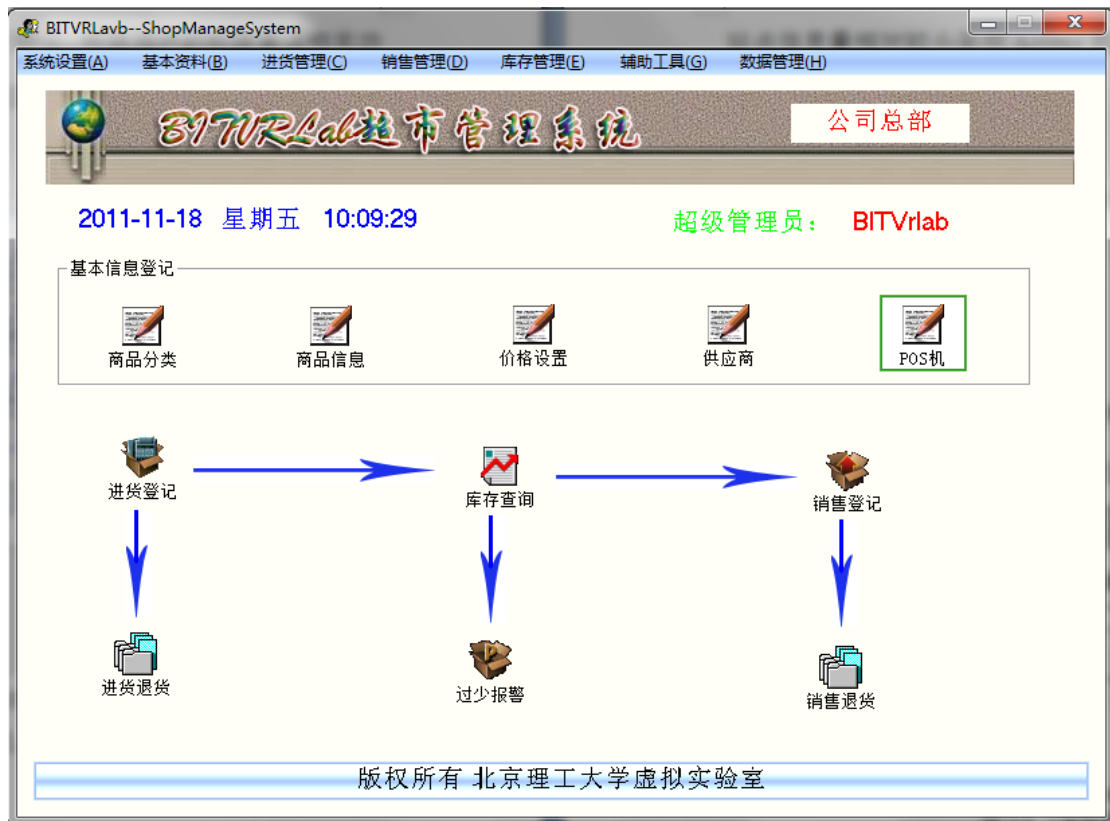 BITVRLavb--ShopManageSystem
系统设置(A) 基本资料(B) 进货管理(C) 销售管理(D) 库存管理(E) 辅助工具(G) 数据管理(H)
BITVRLab超市管理系统 公司总部
2011-11-18 星期五 10:09:29 超级管理员: BITVrlab
基本信息登记
商品分类 商品信息 价格设置 供应商 POS机
进货登记 库存查询 销售登记
进货退货 过少报警 销售退货
版权所有 北京理工大学虚拟实验室